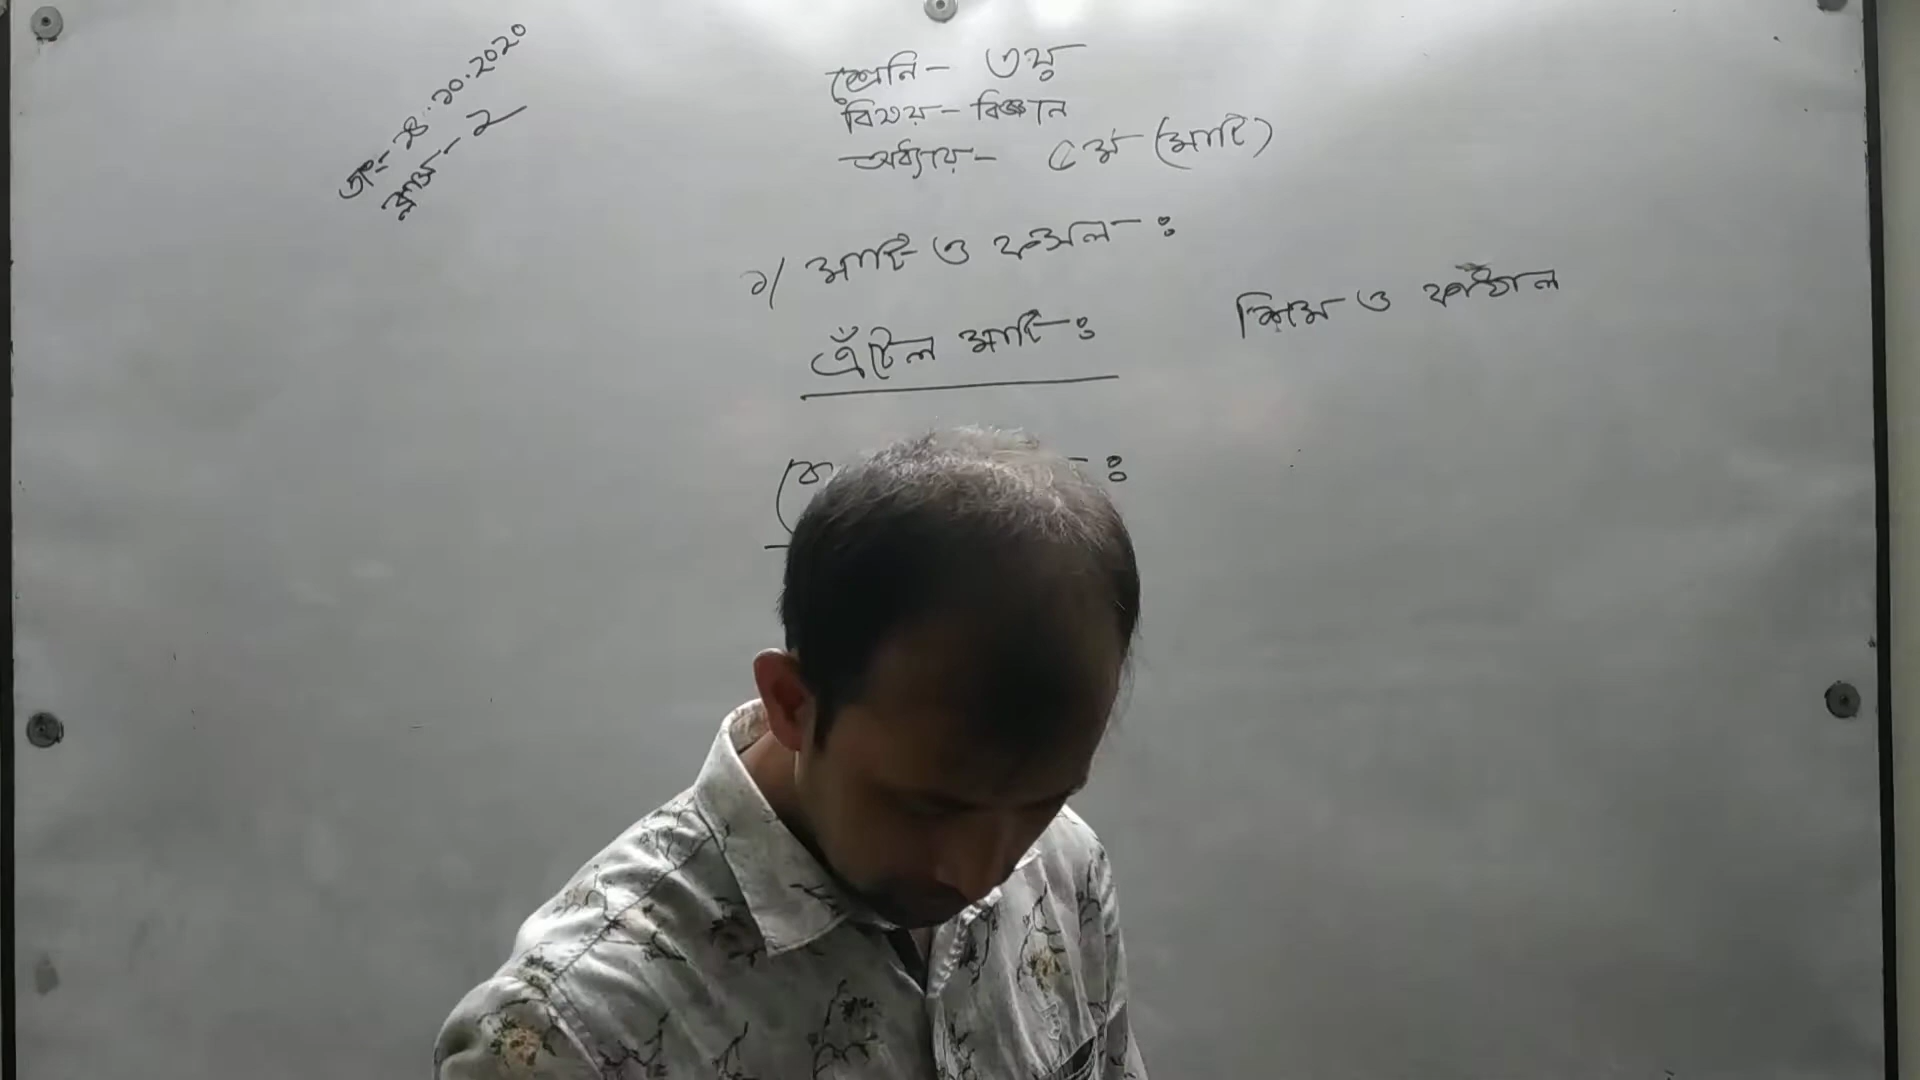 তাং- ২৪.১০.২০২০
ক্লাস- ২
শ্রেনি- ৩য়
বিষয়- বিজ্ঞান
অধ্যায়- ৫ম (মাটি)
১/ মাটি ও ফসল:
এঁটেল মাটি:
শিম ও কাঁঠাল